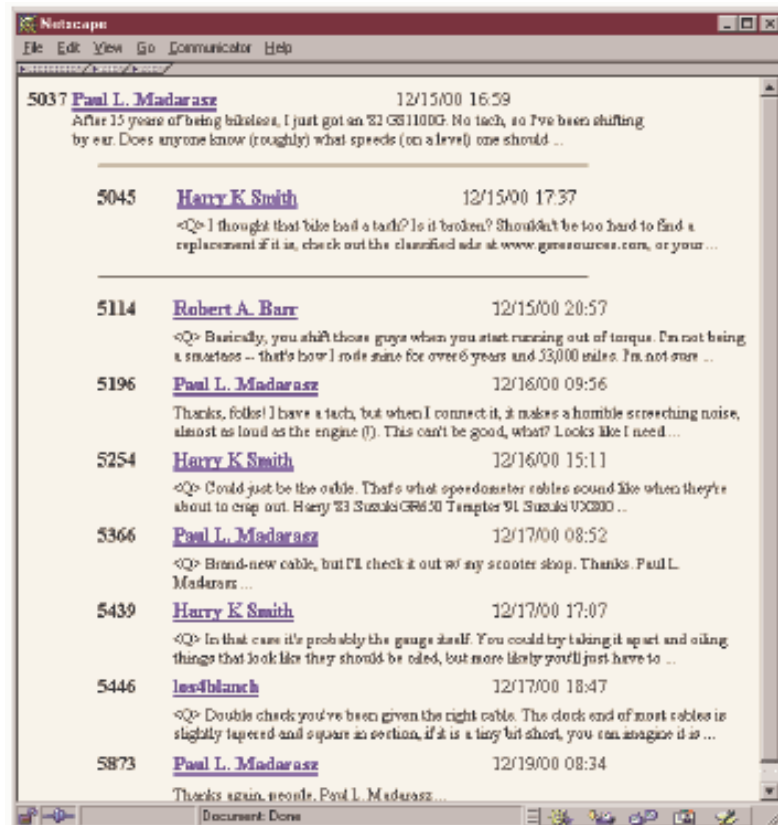 Netscape
File Edit View Go Communicator Help
5037 Paul L. Madarasz 12/15/00 16:59
After 15 years of being bikeless, I just got an '82 GS1100G. No tach, so I've been shifting
by ear. Does anyone know (roughly) what speeds (on a level) one should ...
5045 Harry K Smith 12/15/00 17:37
<Q> I thought that bike had a tach? Is it broken? Shouldn't be too hard to find a
replacement if it is, check out the classified ads at www.gsresources.com, or your ...
5114 Robert A. Barr 12/15/00 20:57
<Q> Basically, you shift those guys when you start running out of torque. I'm not being
a smartass -- that's how I rode mine for over 6 years and 53,000 miles. I'm not sure ...
5196 Paul L. Madarasz 12/16/00 09:56
Thanks, folks! I have a tach, but when I connect it, it makes a horrible screeching noise,
almost as loud as the engine (!). This can't be good, what? Looks like I need ...
5254 Harry K Smith 12/16/00 15:11
<Q> Could just be the cable. That's what speedometer cables sound like when they're
about to crap out. Harry '83 Suzuki GR650 Tempter '91 Suzuki VX800 ...
5366 Paul L. Madarasz 12/17/00 08:52
<Q> Brand-new cable, but I'll check it out w/ my scooter shop. Thanks. Paul L.
Madarasz ...
5439 Harry K Smith 12/17/00 17:07
<Q> In that case it's probably the gauge itself. You could try taking it apart and oiling
things that look like they should be oiled, but more likely you'll just have to ...
5446 les4blanch 12/17/00 18:47
<Q> Double check you've been given the right cable. The clock end of most cables is
slightly tapered and square in section, if it is a tiny bit short, you can imagine it is ...
5873 Paul L. Madarasz 12/19/00 08:34
Thanks again, people. Paul L. Madarasz ...
Document: Done